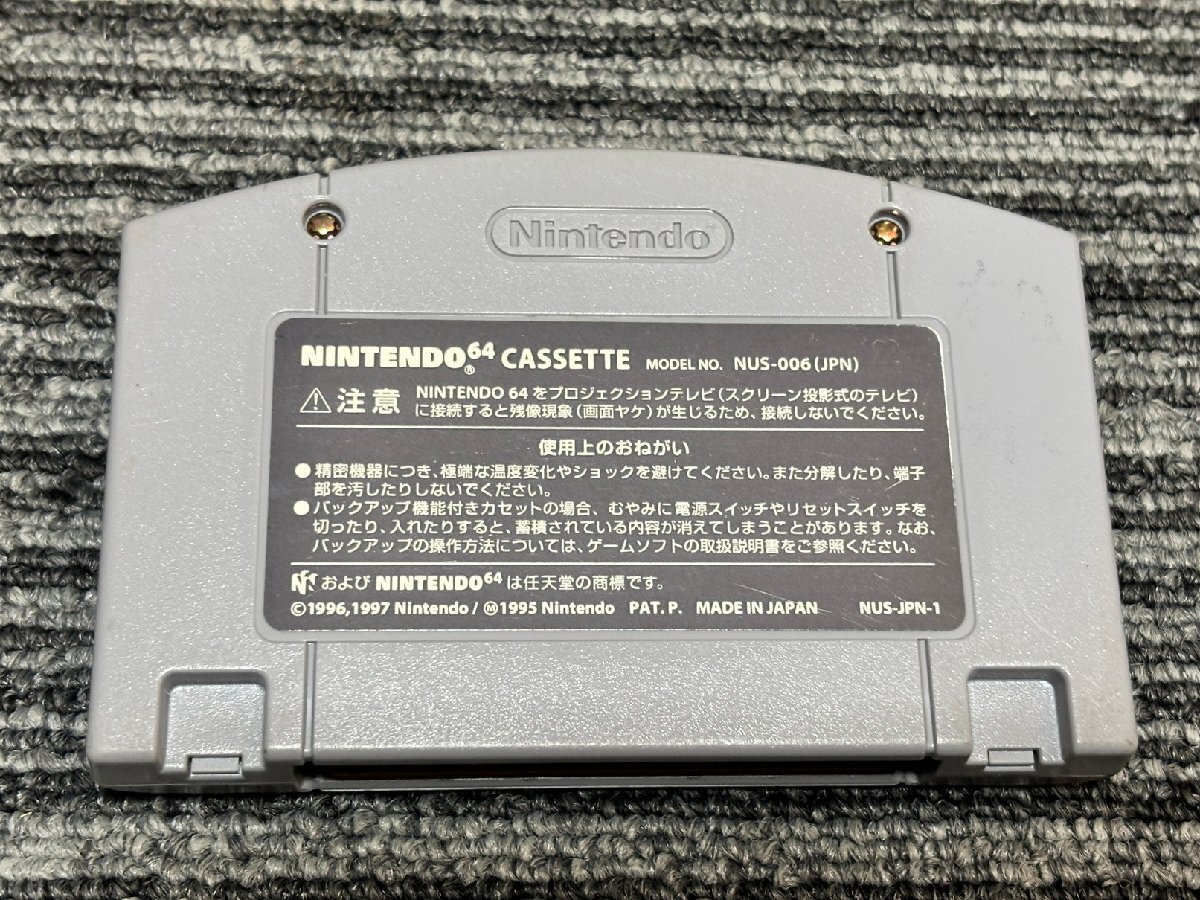 Nintendo
NINTENDO64® CASSETTE MODEL NO. NUS-006(JPN)
注意 NINTENDO 64をプロジェクションテレビ(スクリーン投影式のテレビ)
に接続すると残像現象(画面ヤケ)が生じるため、接続しないでください。
使用上のおねがい
●精密機器につき、極端な温度変化やショックを避けてください。また分解したり、端子
部を汚したりしないでください。
●バックアップ機能付きカセットの場合、むやみに電源スイッチやリセットスイッチを
切ったり、入れたりすると、蓄積されている内容が消えてしまうことがあります。なお、
バックアップの操作方法については、ゲームソフトの取扱説明書をご参照ください。
および NINTENDO64 は任天堂の商標です。
©1996,1997 Nintendo/Ⓜ1995 Nintendo PAT. P. MADE IN JAPAN NUS-JPN-1